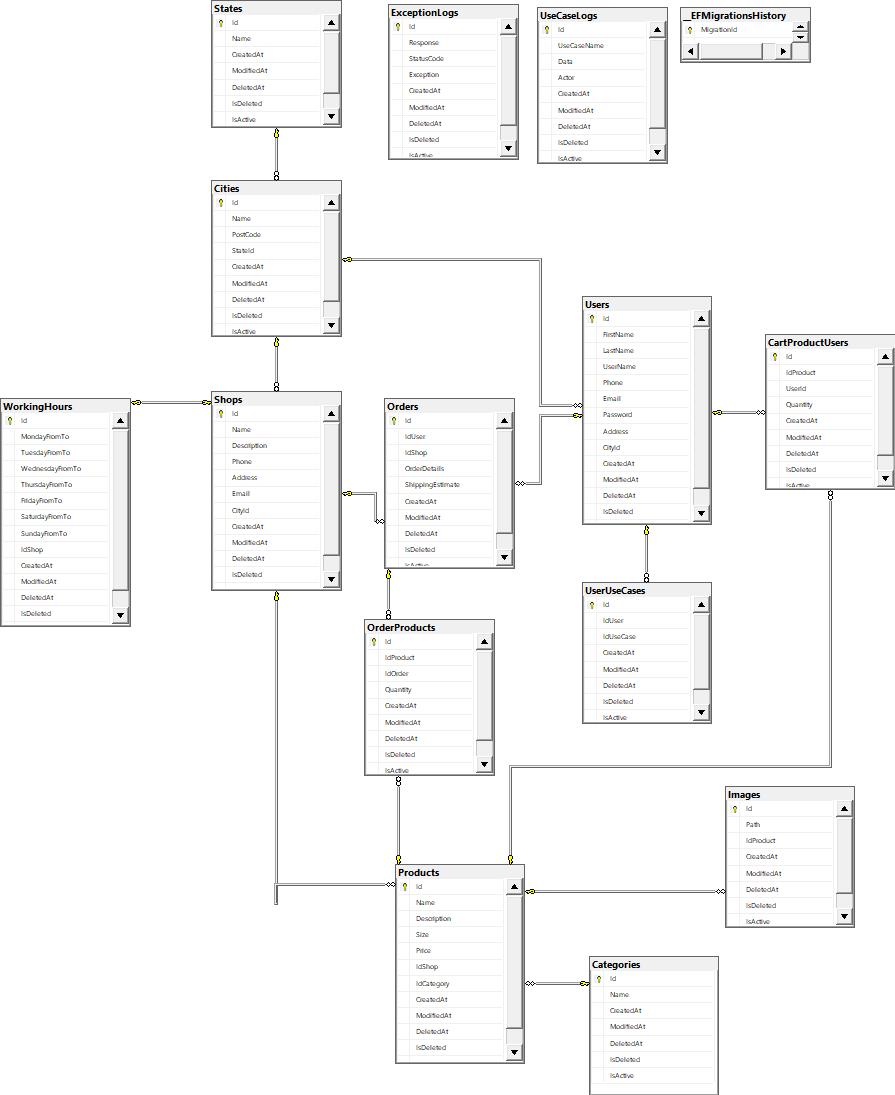 States
Id
Name
CreatedAt
ModifiedAt
DeletedAt
IsDeleted
IsActive
ExceptionLogs
Id
Response
StatusCode
Exception
CreatedAt
ModifiedAt
DeletedAt
IsDeleted
IsActive
UseCaseLogs
Id
UseCaseName
Data
Actor
CreatedAt
ModifiedAt
DeletedAt
IsDeleted
IsActive
__EFMigrationsHistory
MigrationId
Cities
Id
Name
PostCode
StateId
CreatedAt
ModifiedAt
DeletedAt
IsDeleted
IsActive
Users
Id
FirstName
LastName
UserName
Phone
Email
Password
Address
CityId
CreatedAt
ModifiedAt
DeletedAt
IsDeleted
CartProductUsers
Id
IdProduct
UserId
Quantity
CreatedAt
ModifiedAt
DeletedAt
IsDeleted
IsActive
WorkingHours
Id
MondayFromTo
TuesdayFromTo
WednesdayFromTo
ThursdayFromTo
FridayFromTo
SaturdayFromTo
SundayFromTo
IdShop
CreatedAt
ModifiedAt
DeletedAt
IsDeleted
Shops
Id
Name
Description
Phone
Address
Email
CityId
CreatedAt
ModifiedAt
DeletedAt
IsDeleted
Orders
Id
IdUser
IdShop
OrderDetails
ShippingEstimate
CreatedAt
ModifiedAt
DeletedAt
IsDeleted
IsActive
UserUseCases
Id
IdUser
IdUseCase
CreatedAt
ModifiedAt
DeletedAt
IsDeleted
IsActive
OrderProducts
Id
IdProduct
IdOrder
Quantity
CreatedAt
ModifiedAt
DeletedAt
IsDeleted
IsActive
Images
Id
Path
IdProduct
CreatedAt
ModifiedAt
DeletedAt
IsDeleted
IsActive
Products
Id
Name
Description
Size
Price
IdShop
IdCategory
CreatedAt
ModifiedAt
DeletedAt
IsDeleted
Categories
Id
Name
CreatedAt
ModifiedAt
DeletedAt
IsDeleted
IsActive